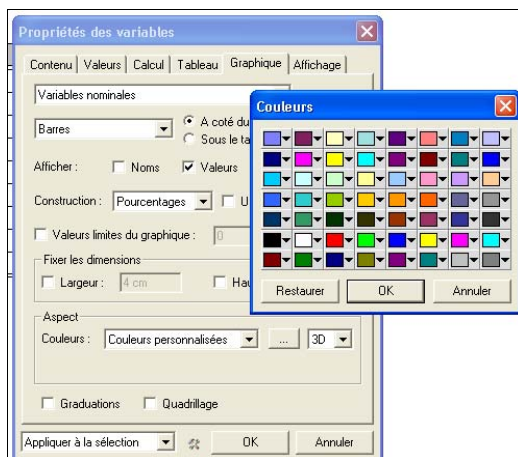 Propriétés des variables
Contenu Valeurs Calcul Tableau Graphique Affichage
Variables nominales
Barres
A coté du
Sous le ta
Afficher : Noms Valeurs
Construction : Pourcentages U
Valeurs limites du graphique : 0
Fixer les dimensions
Largeur : 4 cm Hau
Aspect
Couleurs : Couleurs personnalisées ... 3D
Graduations Quadrillage
Appliquer à la sélection OK Annuler
Couleurs
Restaurer OK Annuler